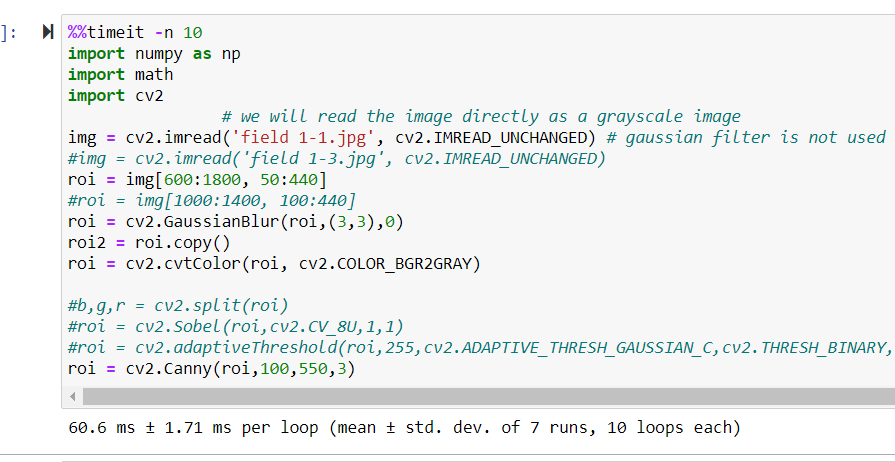 ]:
%%timeit -n 10
import numpy as np
import math
import cv2
# we will read the image directly as a grayscale image
img = cv2.imread('field 1-1.jpg', cv2.IMREAD_UNCHANGED) # gaussian filter is not used
#img = cv2.imread('field 1-3.jpg', cv2.IMREAD_UNCHANGED)
roi = img[600:1800, 50:440]
#roi = img[1000:1400, 100:440]
roi = cv2.GaussianBlur(roi,(3,3),0)
roi2 = roi.copy()
roi = cv2.cvtColor(roi, cv2.COLOR_BGR2GRAY)
#b,g,r = cv2.split(roi)
#roi = cv2.Sobel(roi,cv2.CV_8U,1,1)
#roi = cv2.adaptiveThreshold(roi,255,cv2.ADAPTIVE_THRESH_GAUSSIAN_C,cv2.THRESH_BINARY,
roi = cv2.Canny(roi,100,550,3)
60.6 ms ± 1.71 ms per loop (mean ± std. dev. of 7 runs, 10 loops each)